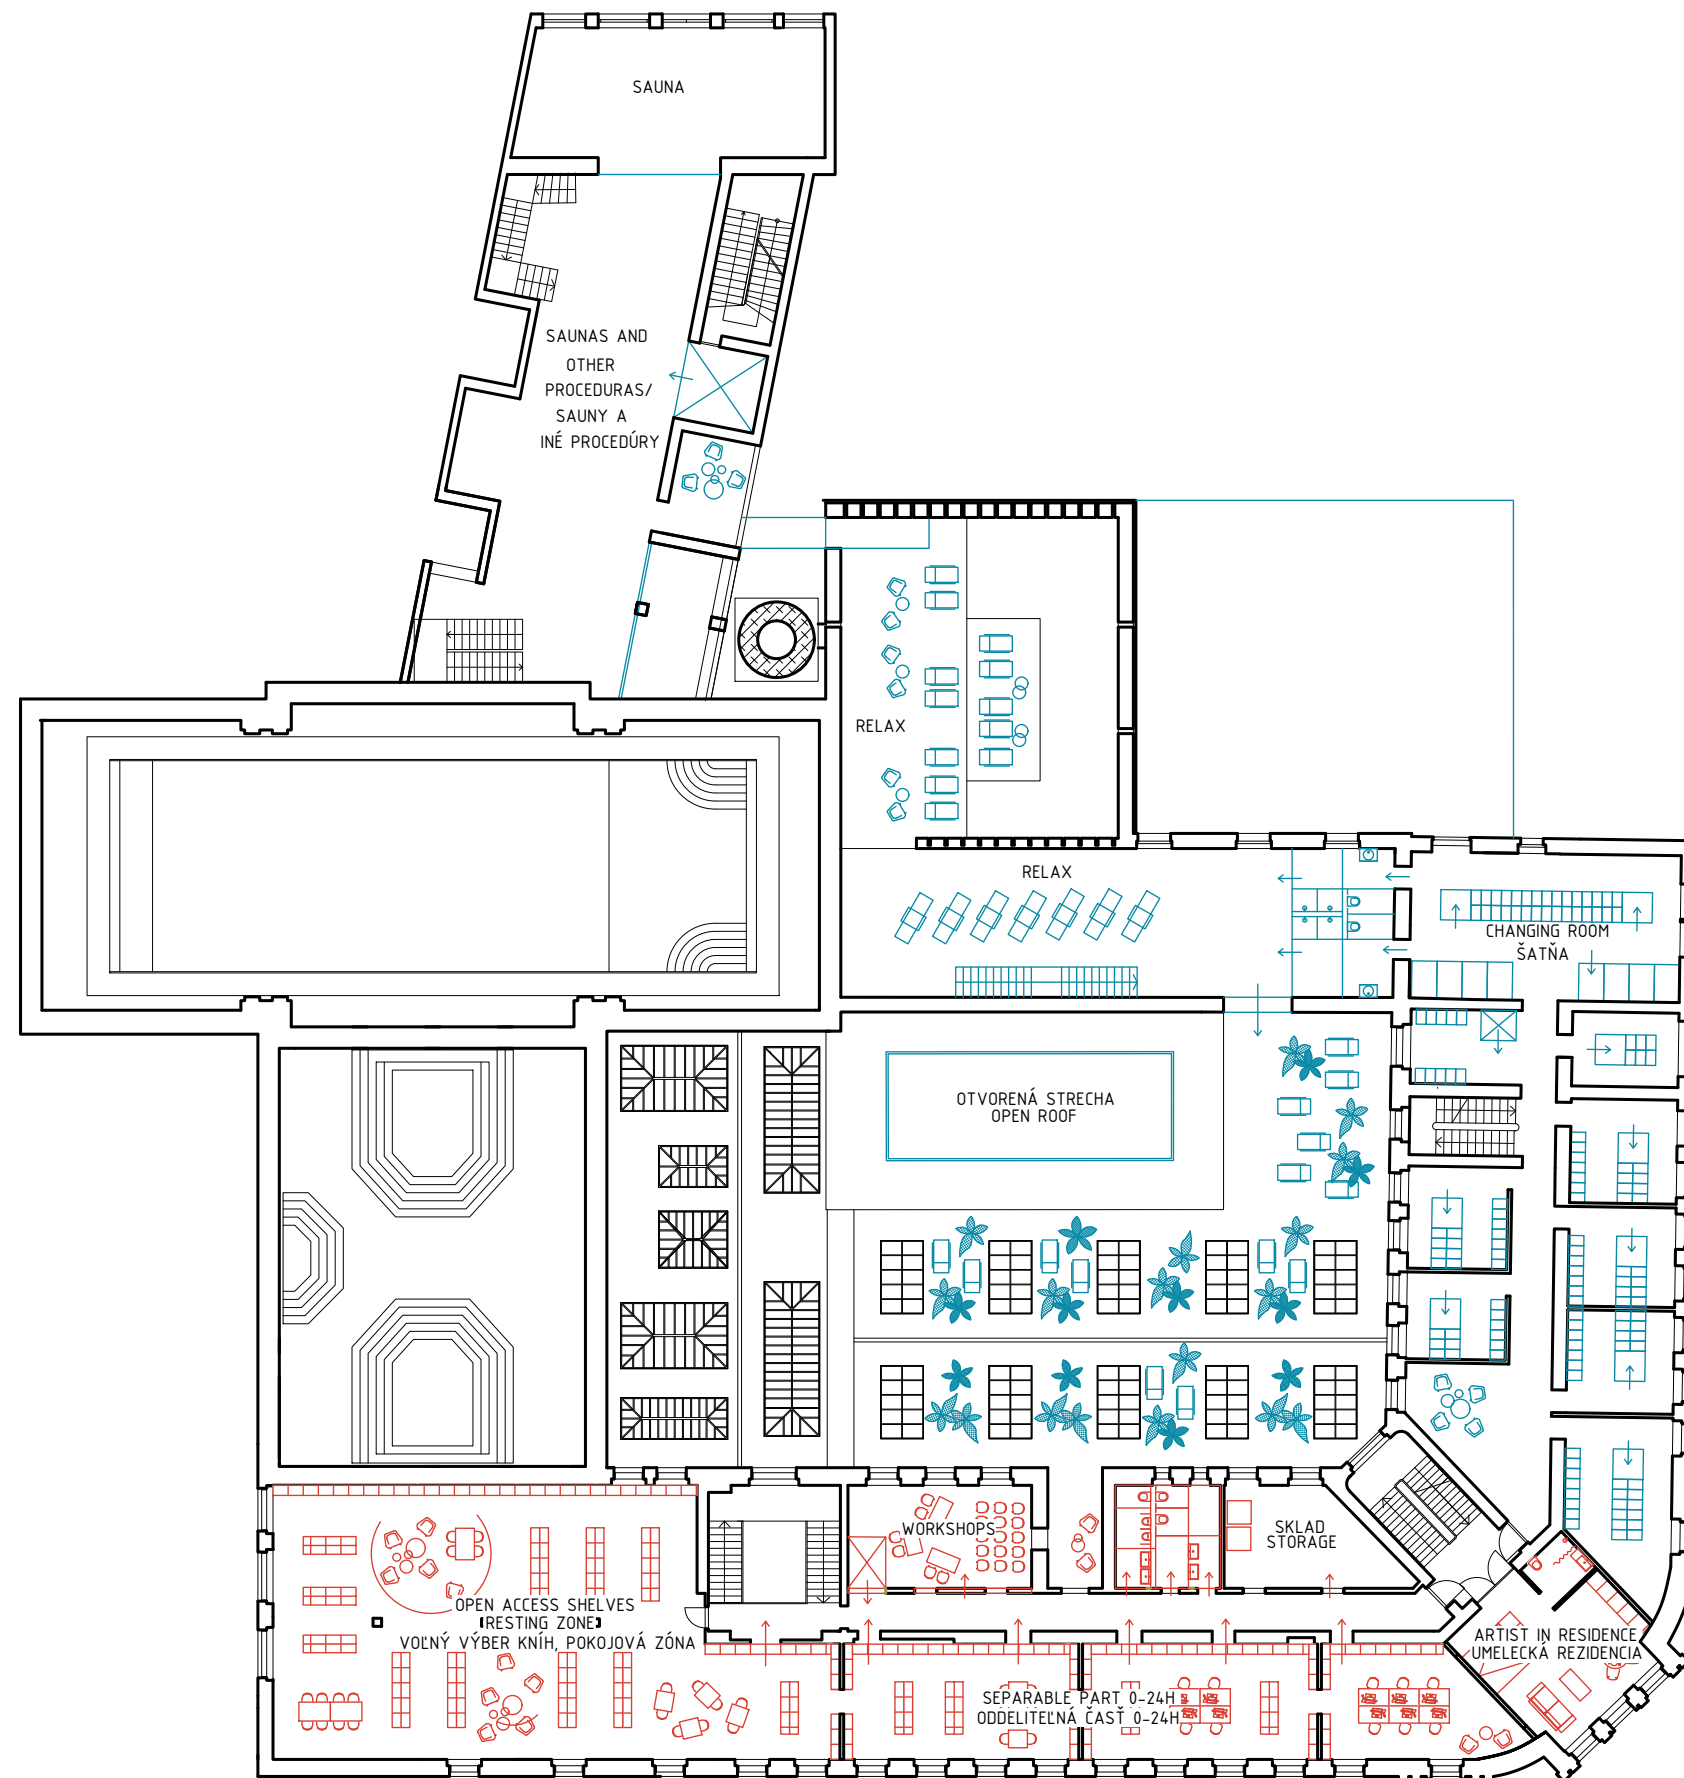 SAUNA
SAUNAS AND
OTHER
PROCEDURAS/
SAUNY A
INÉ PROCEDÚRY
RELAX
RELAX
CHANGING ROOM
ŠATŇA
OTVORENÁ STRECHA
OPEN ROOF
WORKSHOPS
SKLAD
STORAGE
OPEN ACCESS SHELVES
(RESTING ZONE)
VOĽNÝ VÝBER KNÍH, POKOJOVÁ ZÓNA
ARTIST IN RESIDENCE
UMELECKÁ REZIDENCIA
SEPARABLE PART 0-24H
ODDELITEĽNÁ ČASŤ 0-24H